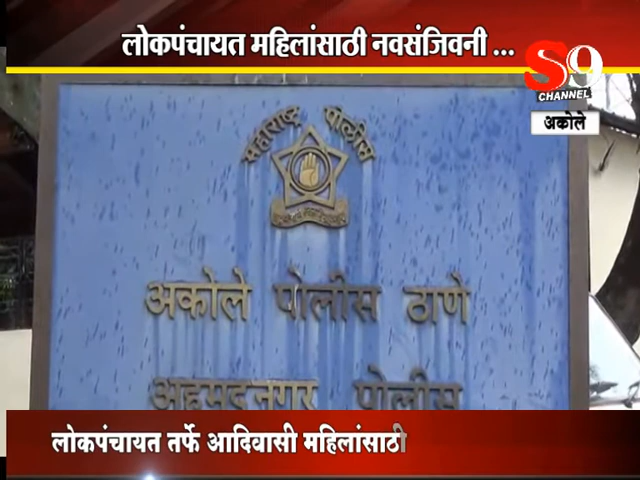 लोकपंचायत महिलांसाठी नवसंजिवनी ...
S9
CHANNEL
अकोले
महाराष्ट्र पोलीस
अकोले पोलीस ठाणे
अहमदनगर पोलीस
लोकपंचायत तर्फे आदिवासी महिलांसाठी